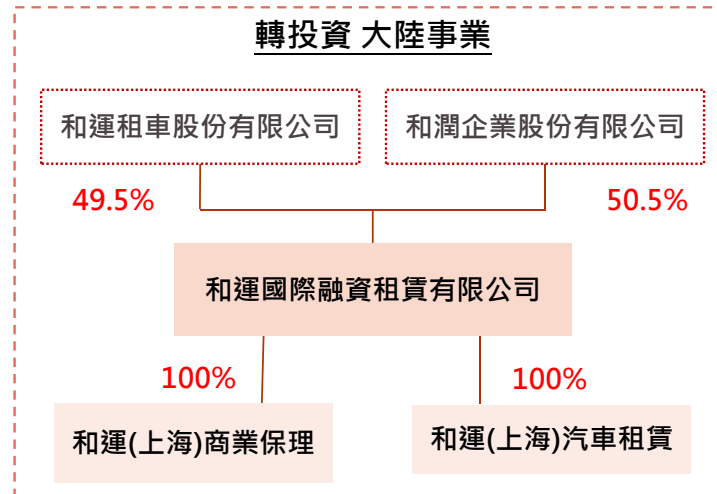 轉投資 大陸事業
和運租車股份有限公司
和潤企業股份有限公司
49.5%
50.5%
和運國際融資租賃有限公司
100%
100%
和運(上海)商業保理
和運(上海)汽車租賃